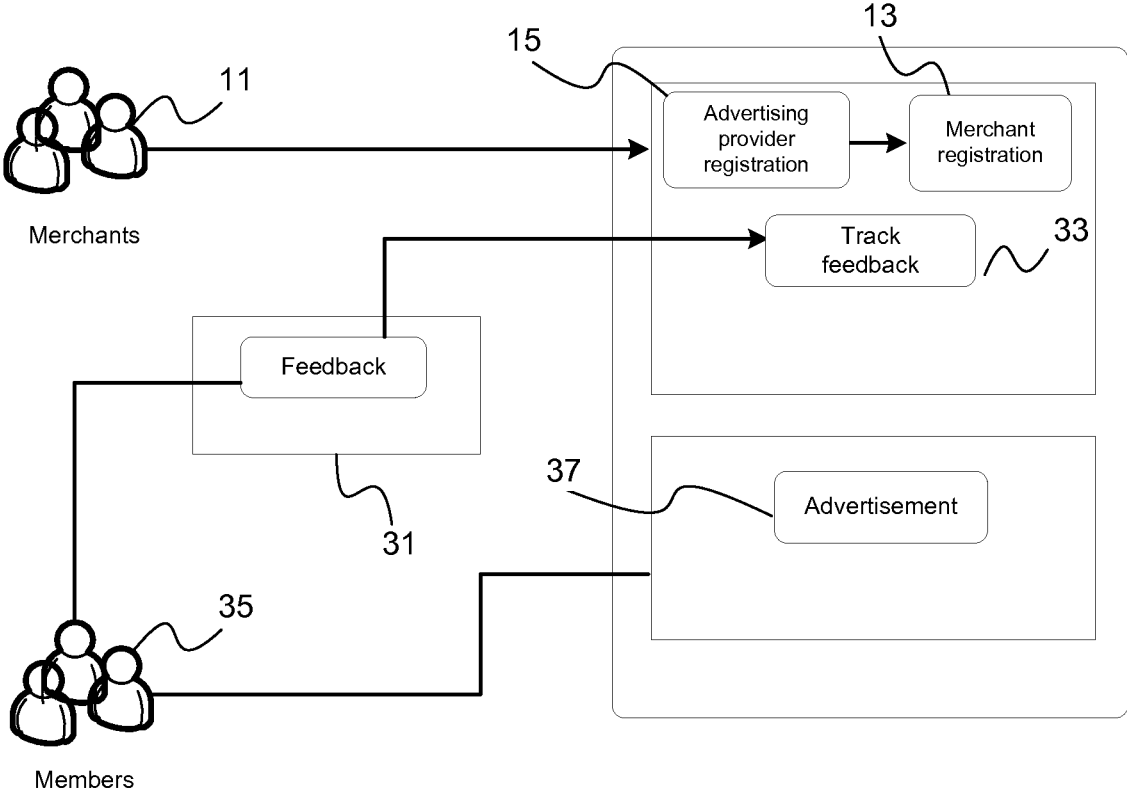 13
15
11
Advertising
provider
registration
Merchant
registration
Merchants
Track
feedback
33
Feedback
37
Advertisement
31
35
Members